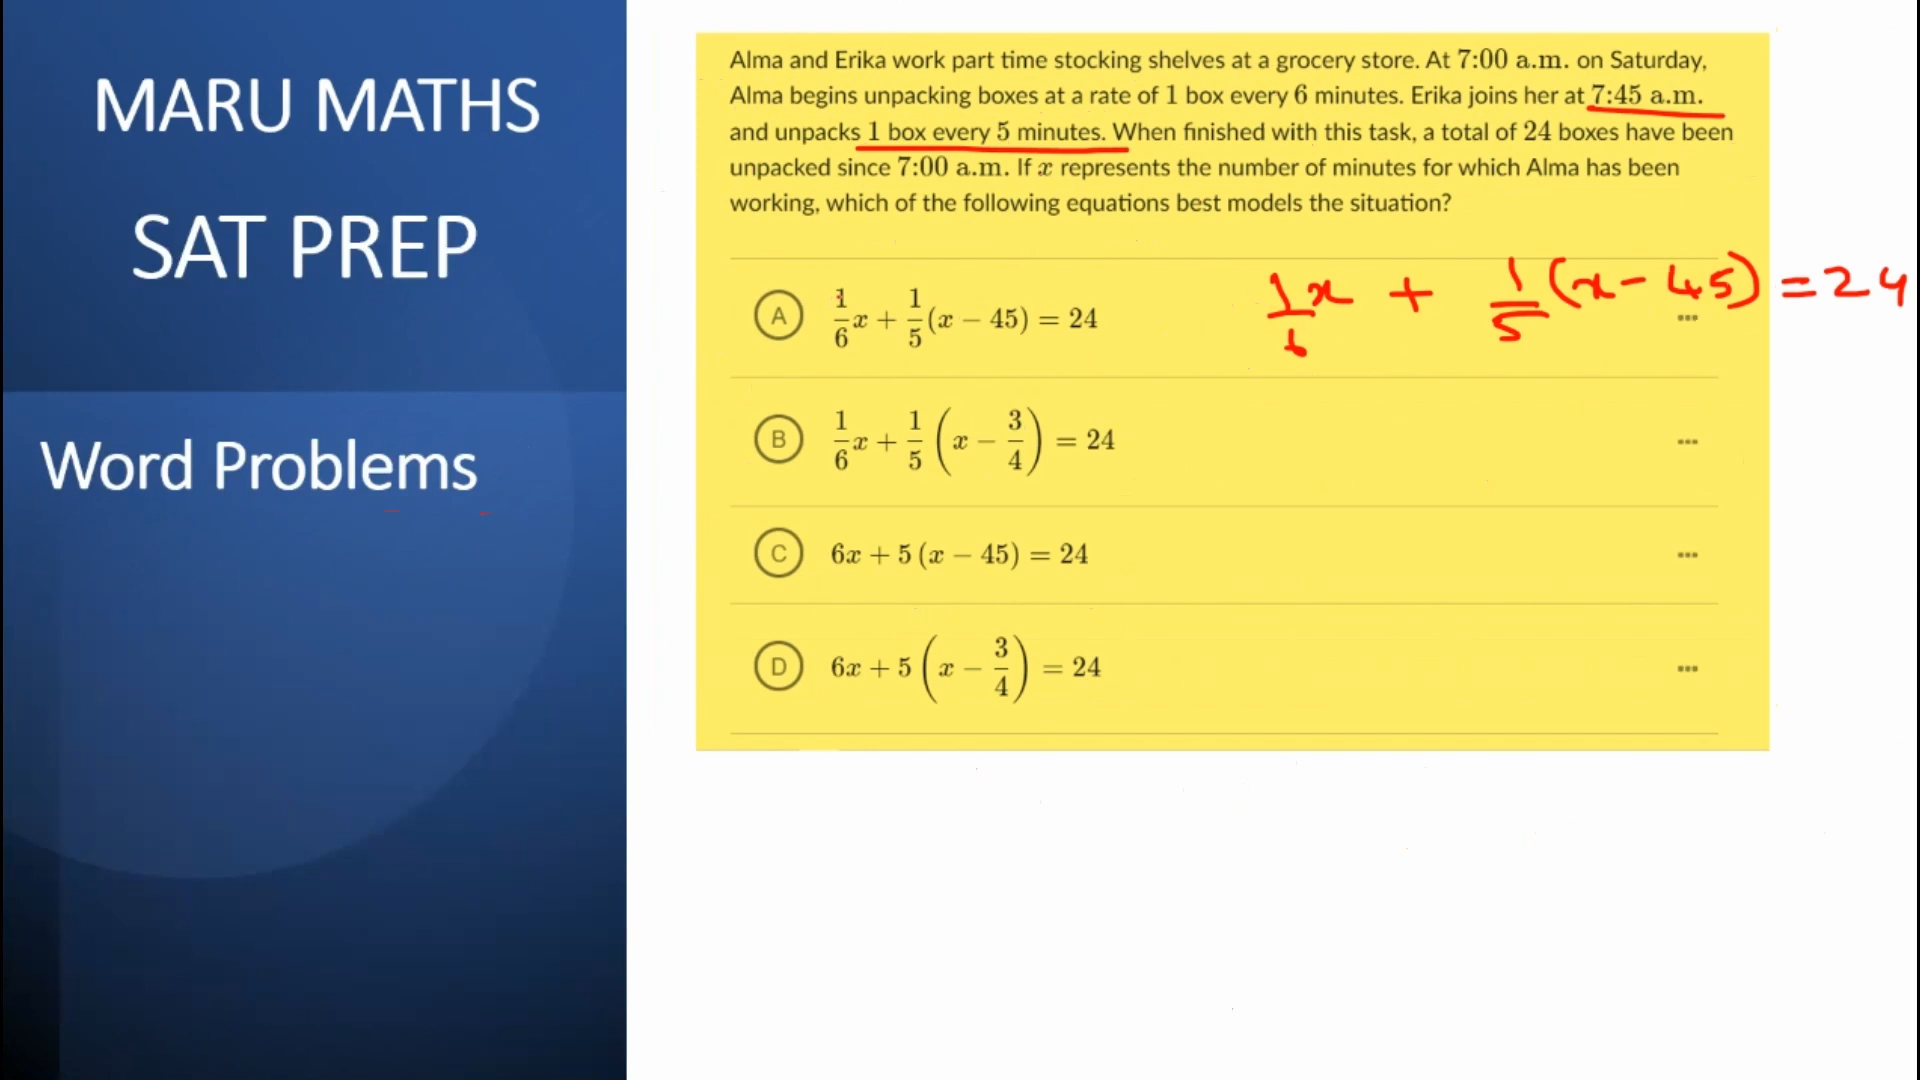 MARU MATHS
SAT PREP
Word Problems
Alma and Erika work part time stocking shelves at a grocery store. At 7:00 a.m. on Saturday,
Alma begins unpacking boxes at a rate of 1 box every 6 minutes. Erika joins her at 7:45 a.m.
and unpacks 1 box every 5 minutes. When finished with this task, a total of 24 boxes have been
unpacked since 7:00 a.m. If x represents the number of minutes for which Alma has been
working, which of the following equations best models the situation?
A 1/6 x + 1/5 (x − 45) = 24
1/6 x + 1/5 (x − 45) = 24
B 1/6 x + 1/5 (x − 3/4) = 24
C 6x + 5 (x − 45) = 24
D 6x + 5 (x − 3/4) = 24